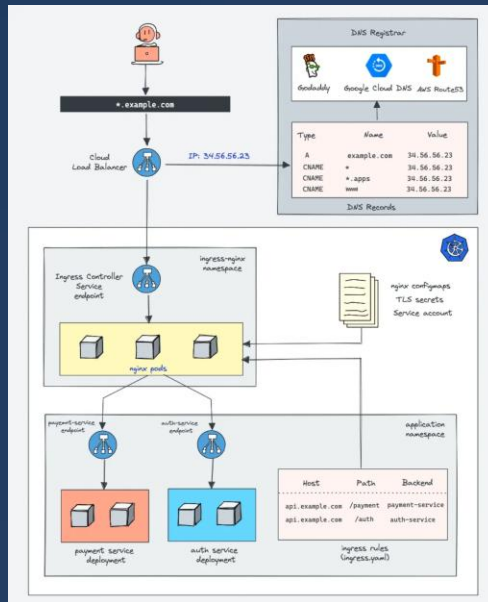 DNS Registrar
Godaddy
Google Cloud DNS
AWS Route53
*.example.com
Cloud
Load Balancer
IP: 34.56.56.23
Type Name Value
A example.com 34.56.56.23
CNAME * 34.56.56.23
CNAME *.apps 34.56.56.23
CNAME www 34.56.56.23
DNS Records
ingress-nginx
namespace
Ingress Controller
Service
endpoint
nginx pods
nginx configmaps
TLS secrets
Service account
payemnt-service
endpoint
auth-service
endpoint
application
namespace
payment service
deployment
auth service
deployment
Host Path Backend
api.example.com /payment payment-service
api.example.com /auth auth-service
ingress rules
(ingress.yaml)